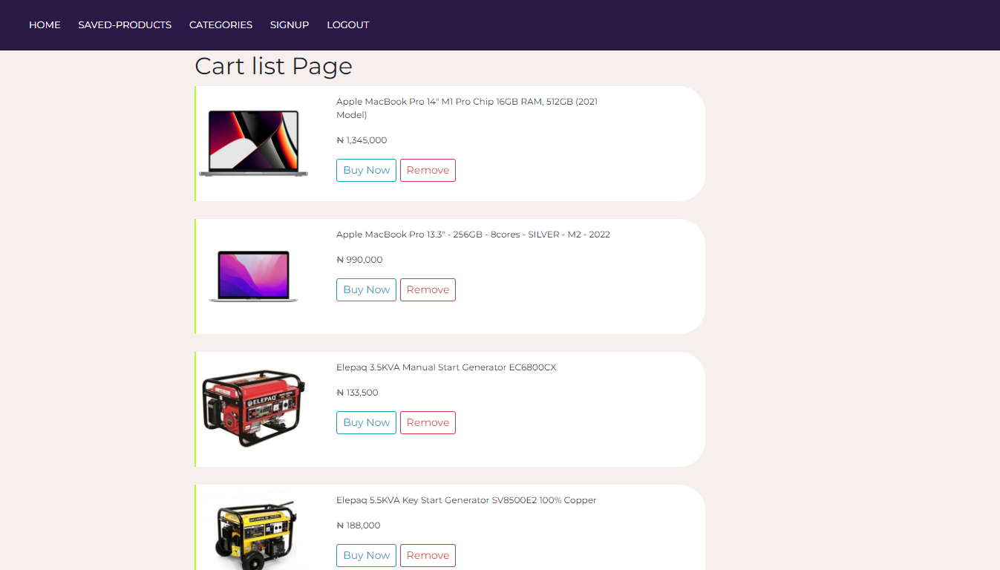 HOME SAVED-PRODUCTS CATEGORIES SIGNUP LOGOUT
Cart list Page
Apple MacBook Pro 14" M1 Pro Chip 16GB RAM, 512GB (2021
Model)
₦ 1,345,000
Buy Now Remove
Apple MacBook Pro 13.3" - 256GB - 8cores - SILVER - M2 - 2022
₦ 990,000
Buy Now Remove
Elepaq 3.5KVA Manual Start Generator EC6800CX
₦ 133,500
Buy Now Remove
ELEPAQ
Elepaq 5.5KVA Key Start Generator SV8500E2 100% Copper
₦ 188,000
Buy Now Remove